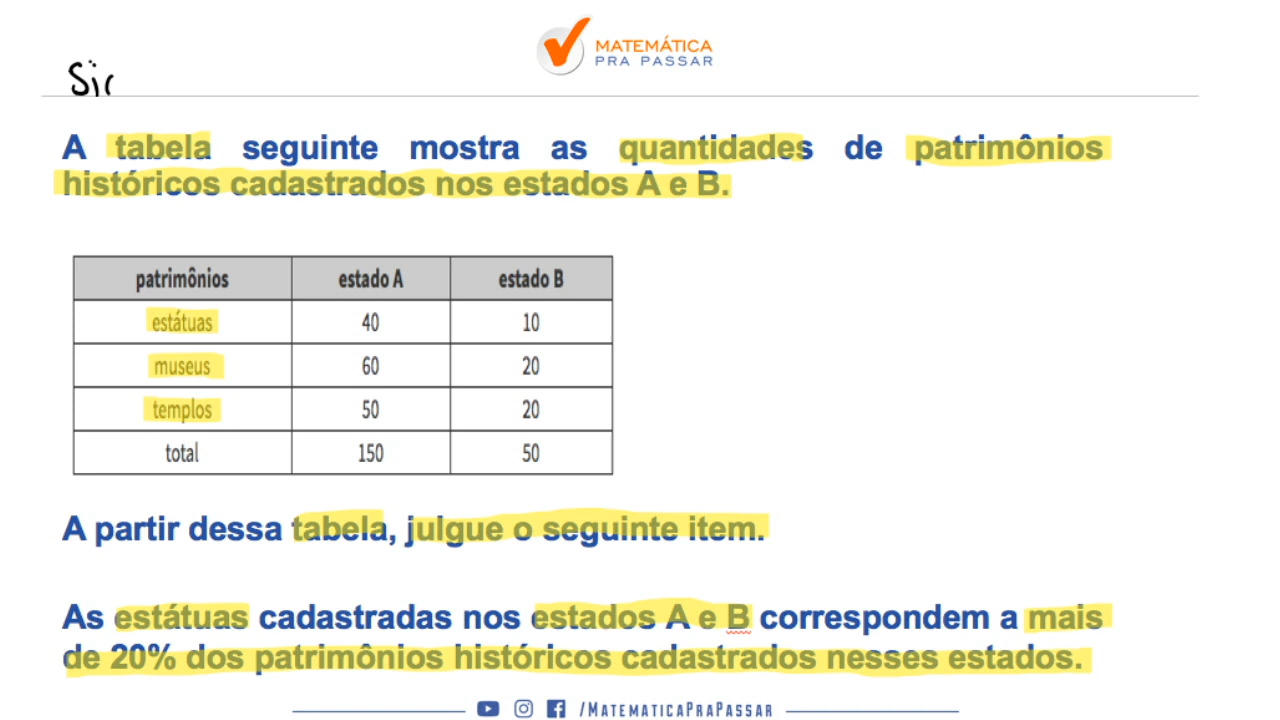 MATEMÁTICA
PRA PASSAR
A tabela seguinte mostra as quantidades de patrimônios
históricos cadastrados nos estados A e B.
patrimônios estado A estado B
estátuas 40 10
museus 60 20
templos 50 20
total 150 50
A partir dessa tabela, julgue o seguinte item.
As estátuas cadastradas nos estados A e B correspondem a mais
de 20% dos patrimônios históricos cadastrados nesses estados.
/MATEMATICAPRAPASSAR